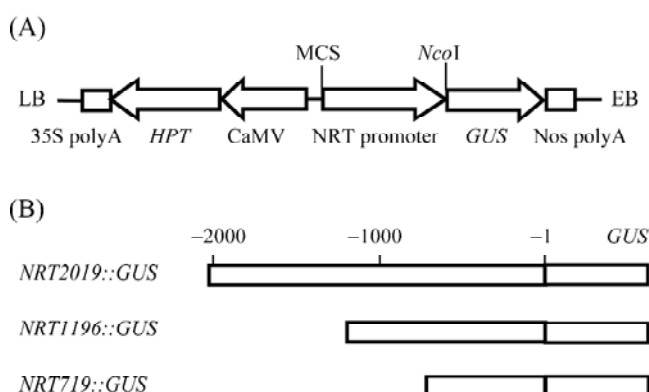 (A)
MCS NcoI
LB EB
35S polyA HPT CaMV NRT promoter GUS Nos polyA
(B)
−2000 −1000 −1 GUS
NRT2019::GUS
NRT1196::GUS
NRT719::GUS